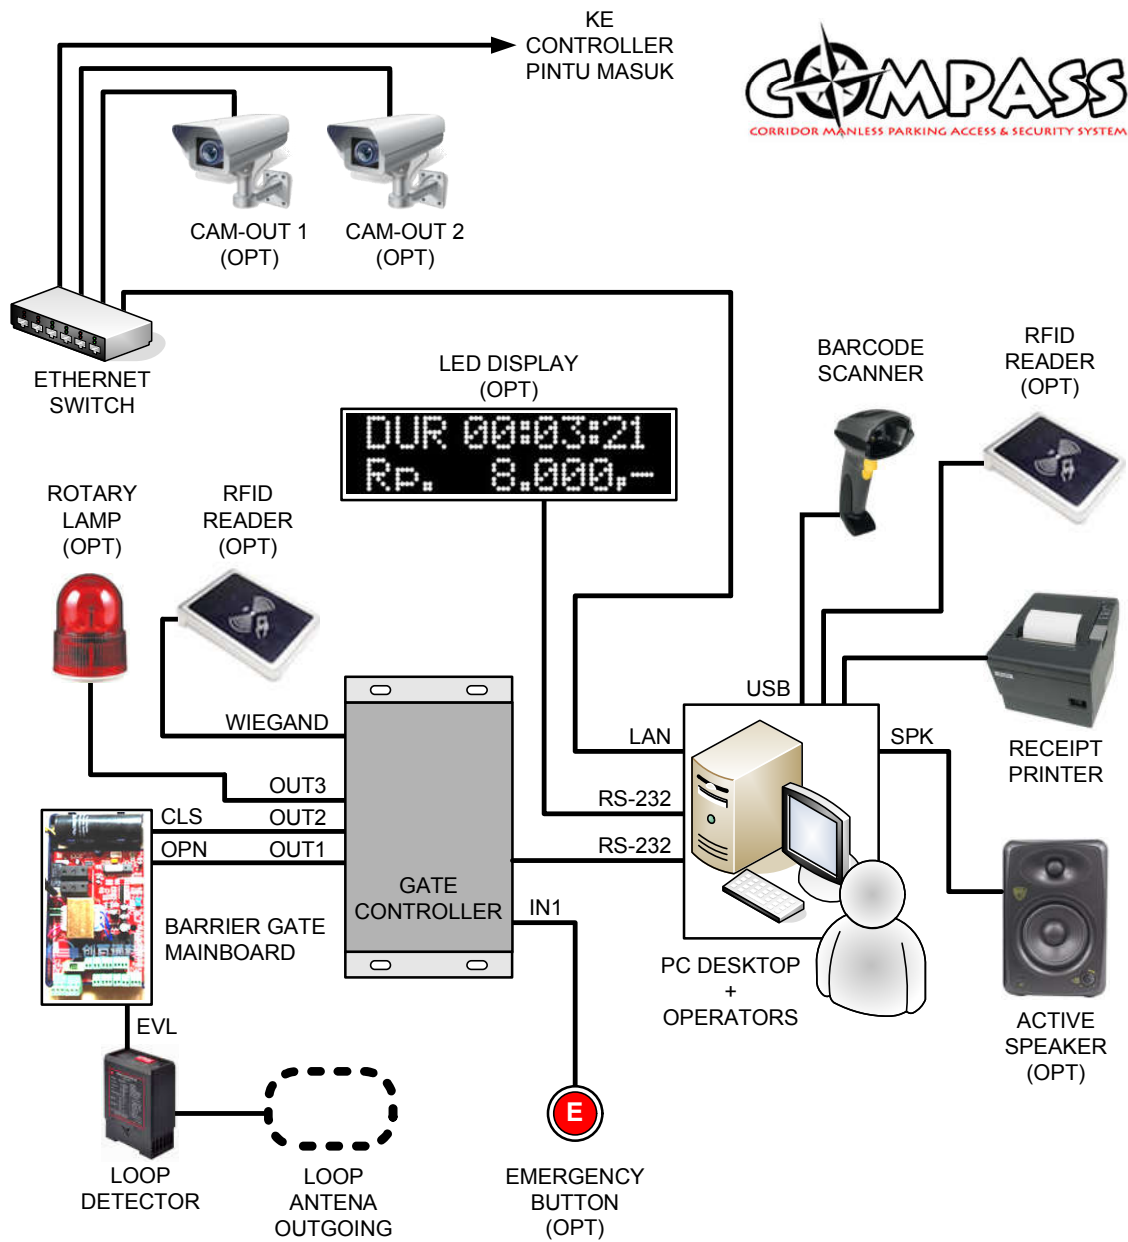 KE
CONTROLLER
PINTU MASUK
COMPASS
CORRIDOR MANLESS PARKING ACCESS & SECURITY SYSTEM
CAM-OUT 1
(OPT)
CAM-OUT 2
(OPT)
ETHERNET
SWITCH
LED DISPLAY
(OPT)
DUR 00:03:21
Rp. 8.000,-
BARCODE
SCANNER
RFID
READER
(OPT)
ROTARY
LAMP
(OPT)
RFID
READER
(OPT)
WIEGAND
OUT3
CLS
OUT2
OPN
OUT1
BARRIER GATE
MAINBOARD
GATE
CONTROLLER
IN1
USB
LAN
RS-232
RS-232
SPK
PC DESKTOP
+
OPERATORS
RECEIPT
PRINTER
ACTIVE
SPEAKER
(OPT)
EVL
LOOP
DETECTOR
LOOP
ANTENA
OUTGOING
E
EMERGENCY
BUTTON
(OPT)